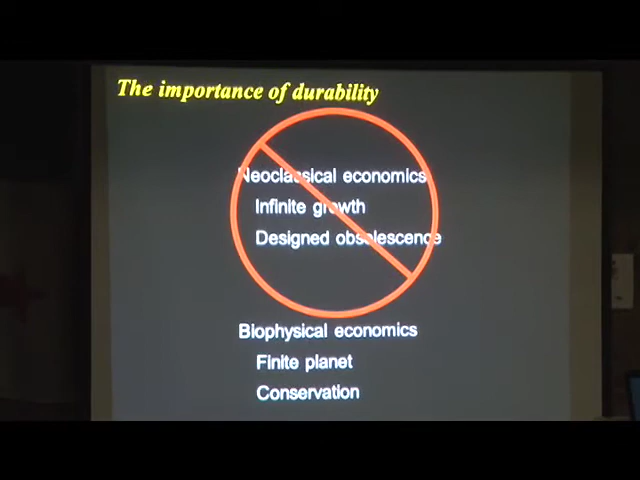 The importance of durability
Neoclassical economics
Infinite growth
Designed obsolescence
Biophysical economics
Finite planet
Conservation